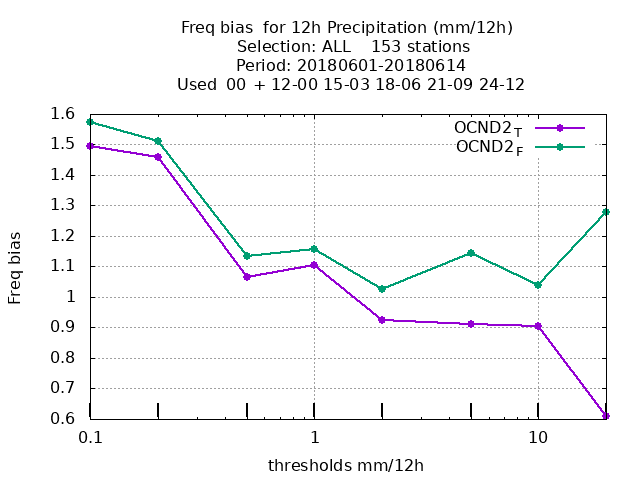 Freq bias  for 12h Precipitation (mm/12h)
Selection: ALL    153 stations
Period: 20180601-20180614
Used  00 + 12-00 15-03 18-06 21-09 24-12
OCND2_T
OCND2_F
1.6
1.5
1.4
1.3
1.2
1.1
1
0.9
0.8
0.7
0.6
Freq bias
0.1 1 10
thresholds mm/12h